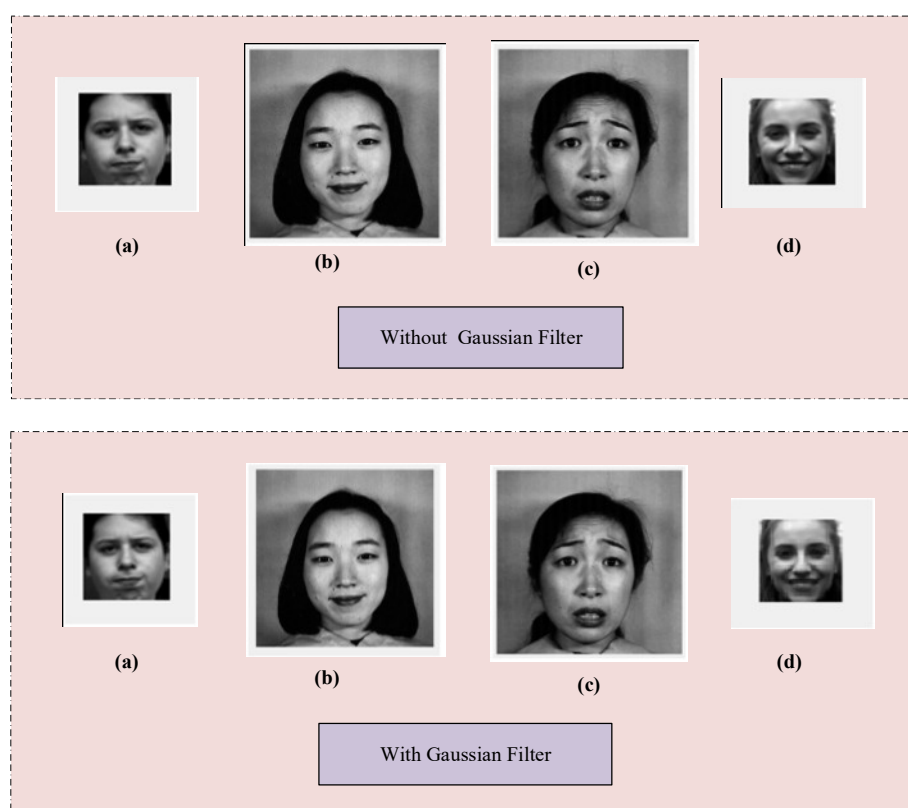 (a)
(b)
(c)
(d)
Without Gaussian Filter
(a)
(b)
(c)
(d)
With Gaussian Filter